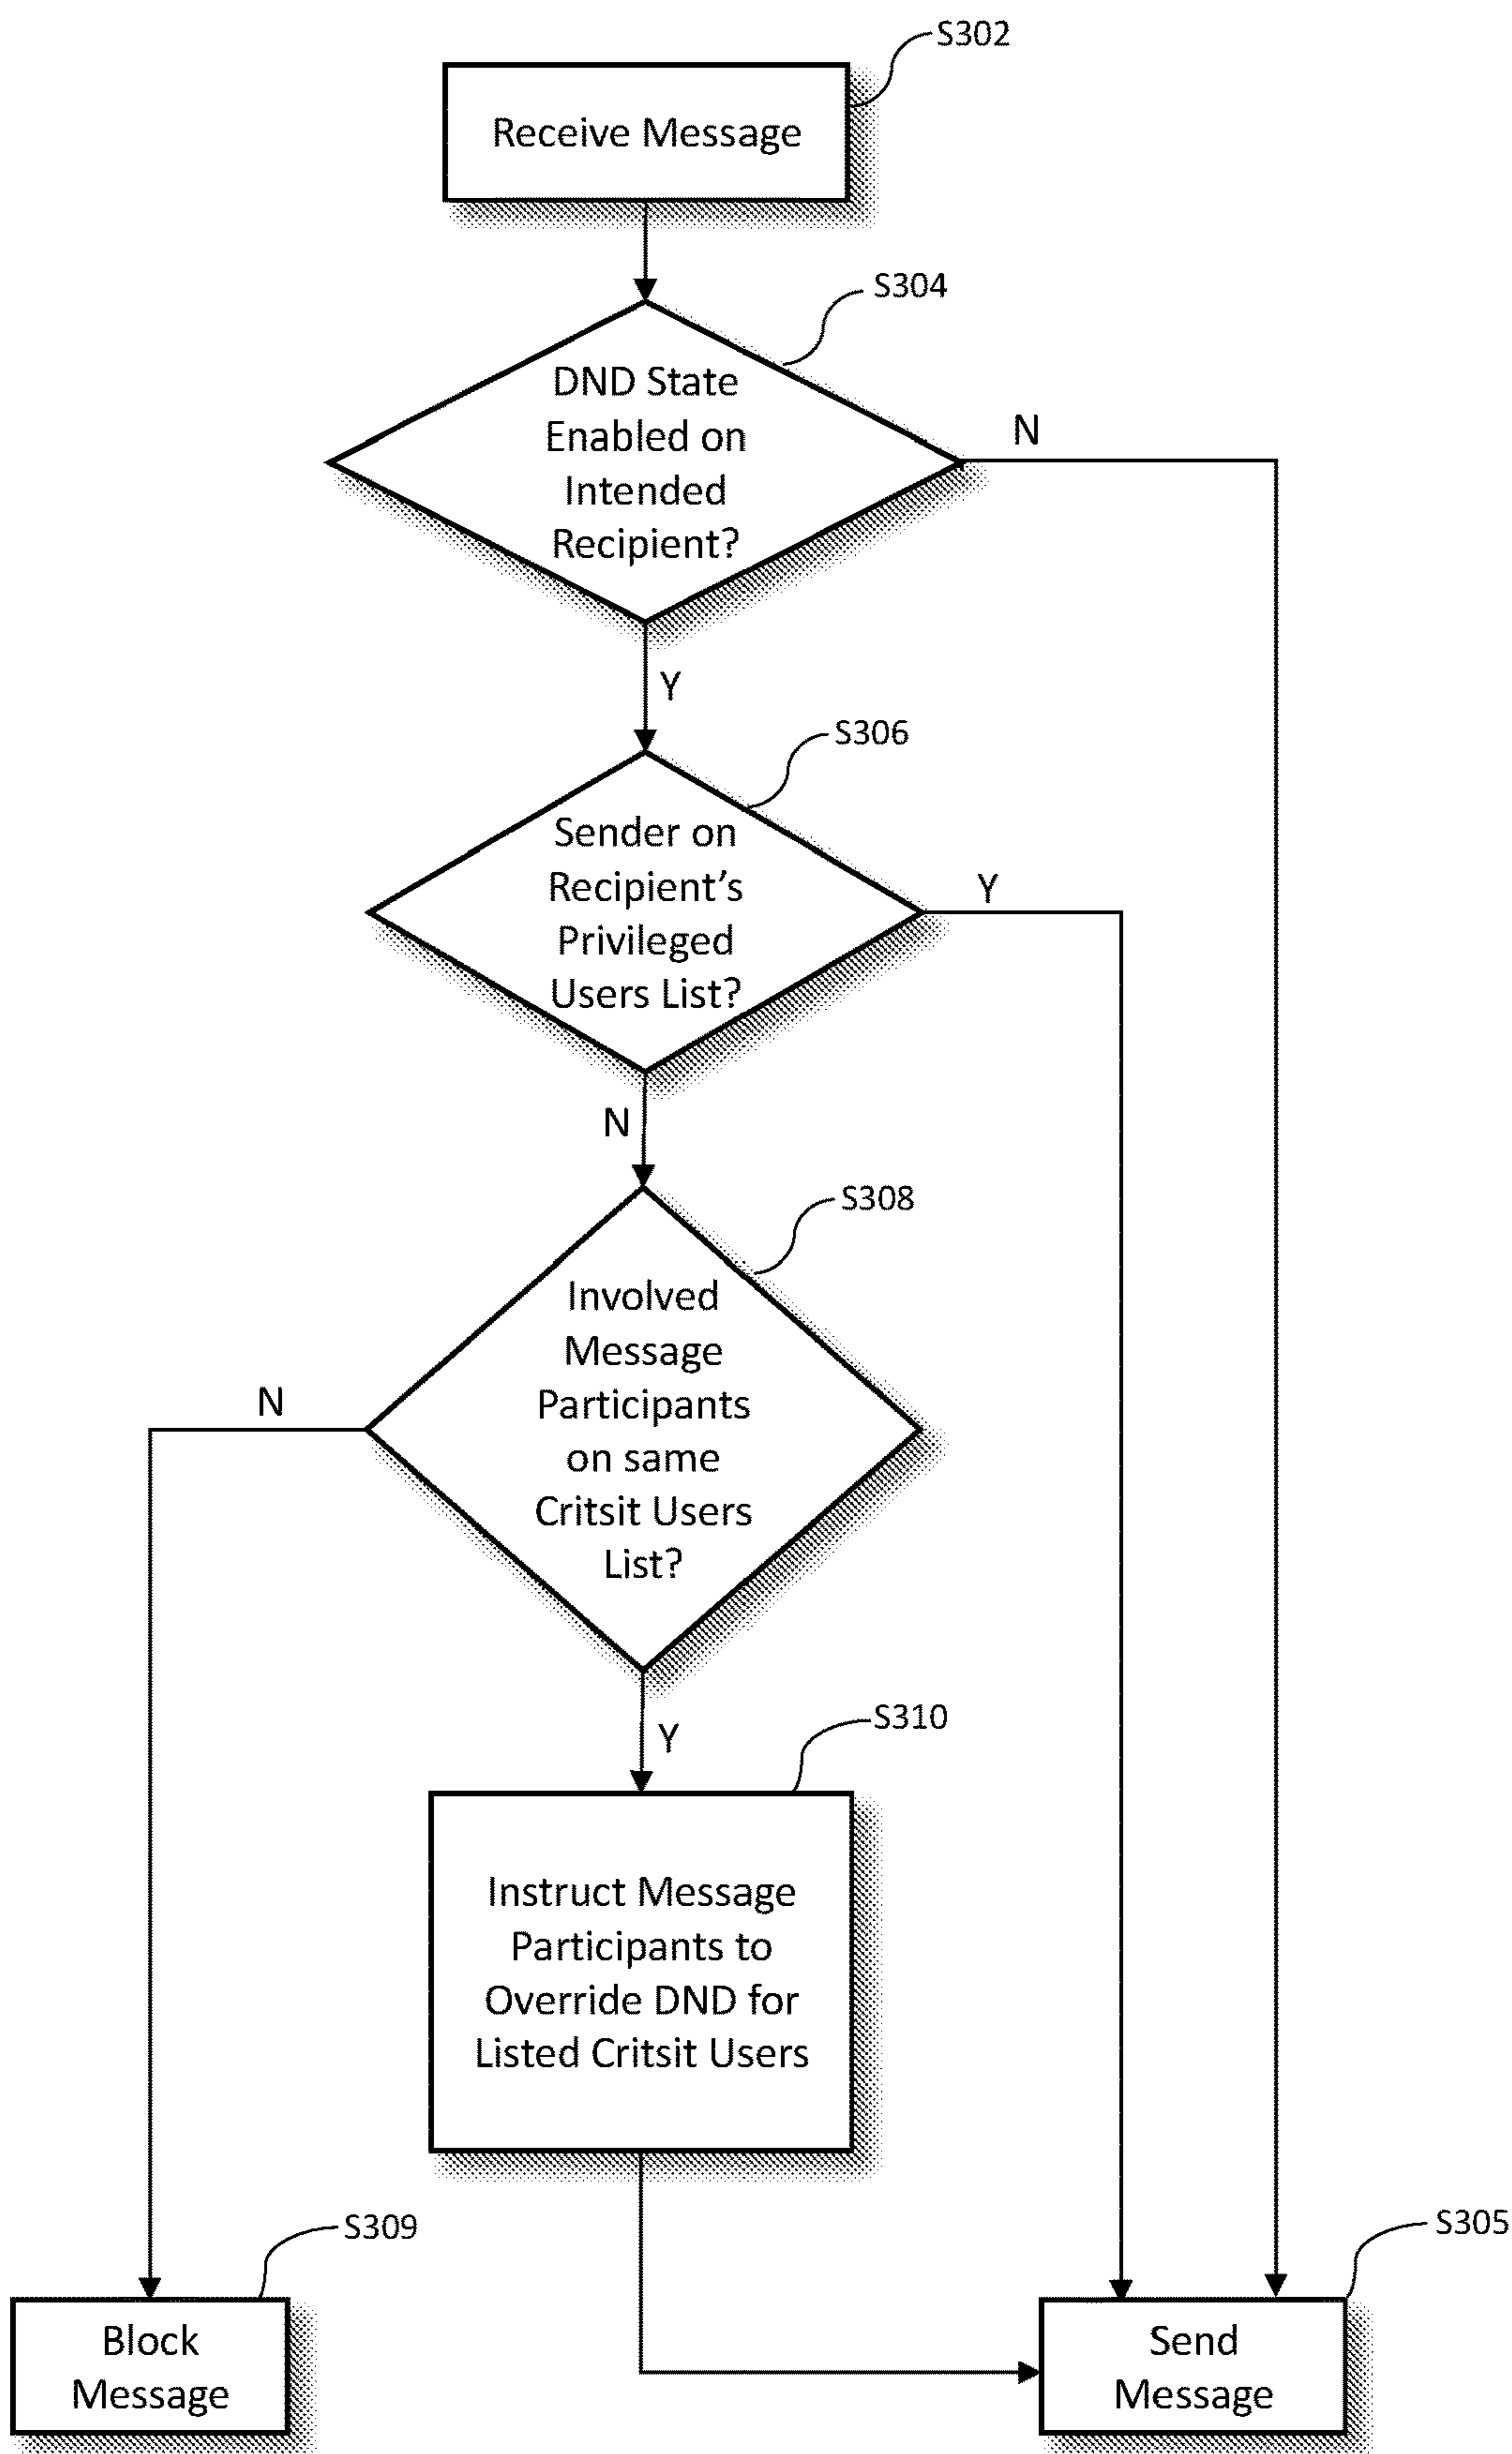 S302
Receive Message
S304
DND State
Enabled on
Intended
Recipient?
N
Y
S306
Sender on
Recipient’s
Privileged
Users List?
Y
N
S308
Involved
Message
Participants
on same
Critsit Users
List?
N
Y
S310
Instruct Message
Participants to
Override DND for
Listed Critsit Users
S309
Block
Message
S305
Send
Message